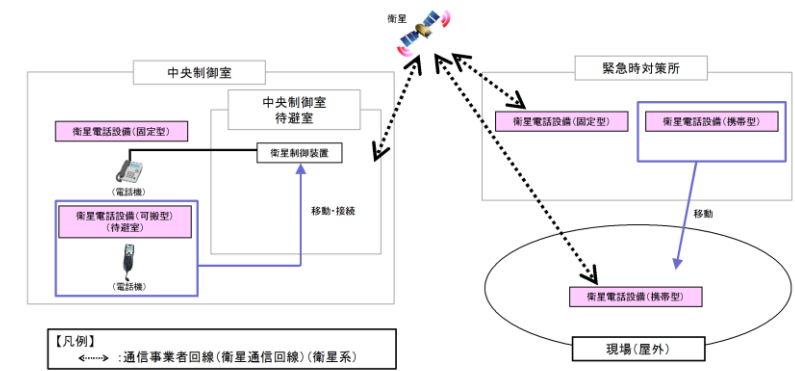 衛星
中央制御室
緊急時対策所
中央制御室
待避室
衛星電話設備(固定型)
衛星制御装置
(電話機)
移動・接続
衛星電話設備(可搬型)
(待避室)
(電話機)
衛星電話設備(固定型)
衛星電話設備(携帯型)
移動
衛星電話設備(携帯型)
現場(屋外)
【凡例】
:通信事業者回線(衛星通信回線)(衛星系)